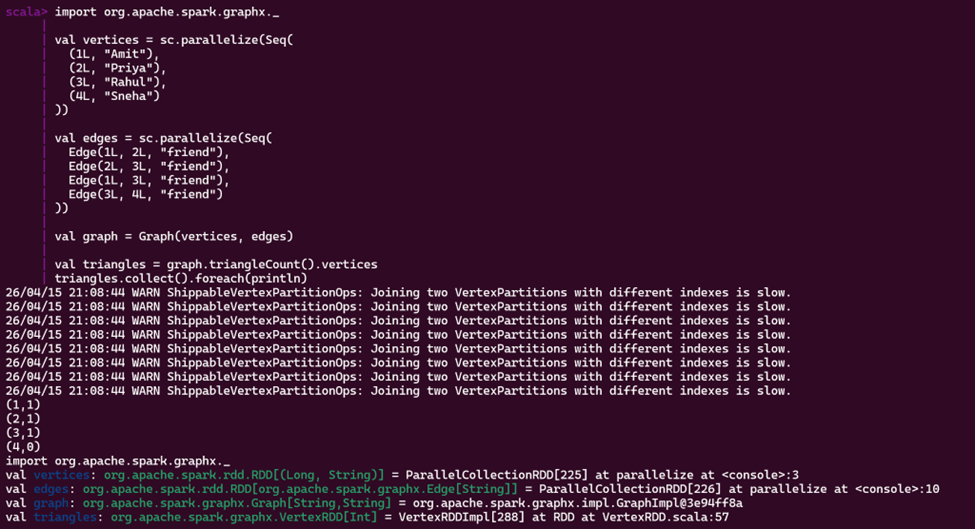 scala> import org.apache.spark.graphx._
     |
     | val vertices = sc.parallelize(Seq(
     |   (1L, "Amit"),
     |   (2L, "Priya"),
     |   (3L, "Rahul"),
     |   (4L, "Sneha")
     | ))
     |
     | val edges = sc.parallelize(Seq(
     |   Edge(1L, 2L, "friend"),
     |   Edge(2L, 3L, "friend"),
     |   Edge(1L, 3L, "friend"),
     |   Edge(3L, 4L, "friend")
     | ))
     |
     | val graph = Graph(vertices, edges)
     |
     | val triangles = graph.triangleCount().vertices
     | triangles.collect().foreach(println)
26/04/15 21:08:44 WARN ShippableVertexPartitionOps: Joining two VertexPartitions with different indexes is slow.
26/04/15 21:08:44 WARN ShippableVertexPartitionOps: Joining two VertexPartitions with different indexes is slow.
26/04/15 21:08:44 WARN ShippableVertexPartitionOps: Joining two VertexPartitions with different indexes is slow.
26/04/15 21:08:44 WARN ShippableVertexPartitionOps: Joining two VertexPartitions with different indexes is slow.
26/04/15 21:08:44 WARN ShippableVertexPartitionOps: Joining two VertexPartitions with different indexes is slow.
26/04/15 21:08:44 WARN ShippableVertexPartitionOps: Joining two VertexPartitions with different indexes is slow.
26/04/15 21:08:44 WARN ShippableVertexPartitionOps: Joining two VertexPartitions with different indexes is slow.
26/04/15 21:08:44 WARN ShippableVertexPartitionOps: Joining two VertexPartitions with different indexes is slow.
(1,1)
(2,1)
(3,1)
(4,0)
import org.apache.spark.graphx._
val vertices: org.apache.spark.rdd.RDD[(Long, String)] = ParallelCollectionRDD[225] at parallelize at <console>:3
val edges: org.apache.spark.rdd.RDD[org.apache.spark.graphx.Edge[String]] = ParallelCollectionRDD[226] at parallelize at <console>:10
val graph: org.apache.spark.graphx.Graph[String,String] = org.apache.spark.graphx.impl.GraphImpl@3e94ff8a
val triangles: org.apache.spark.graphx.VertexRDD[Int] = VertexRDDImpl[288] at RDD at VertexRDD.scala:57